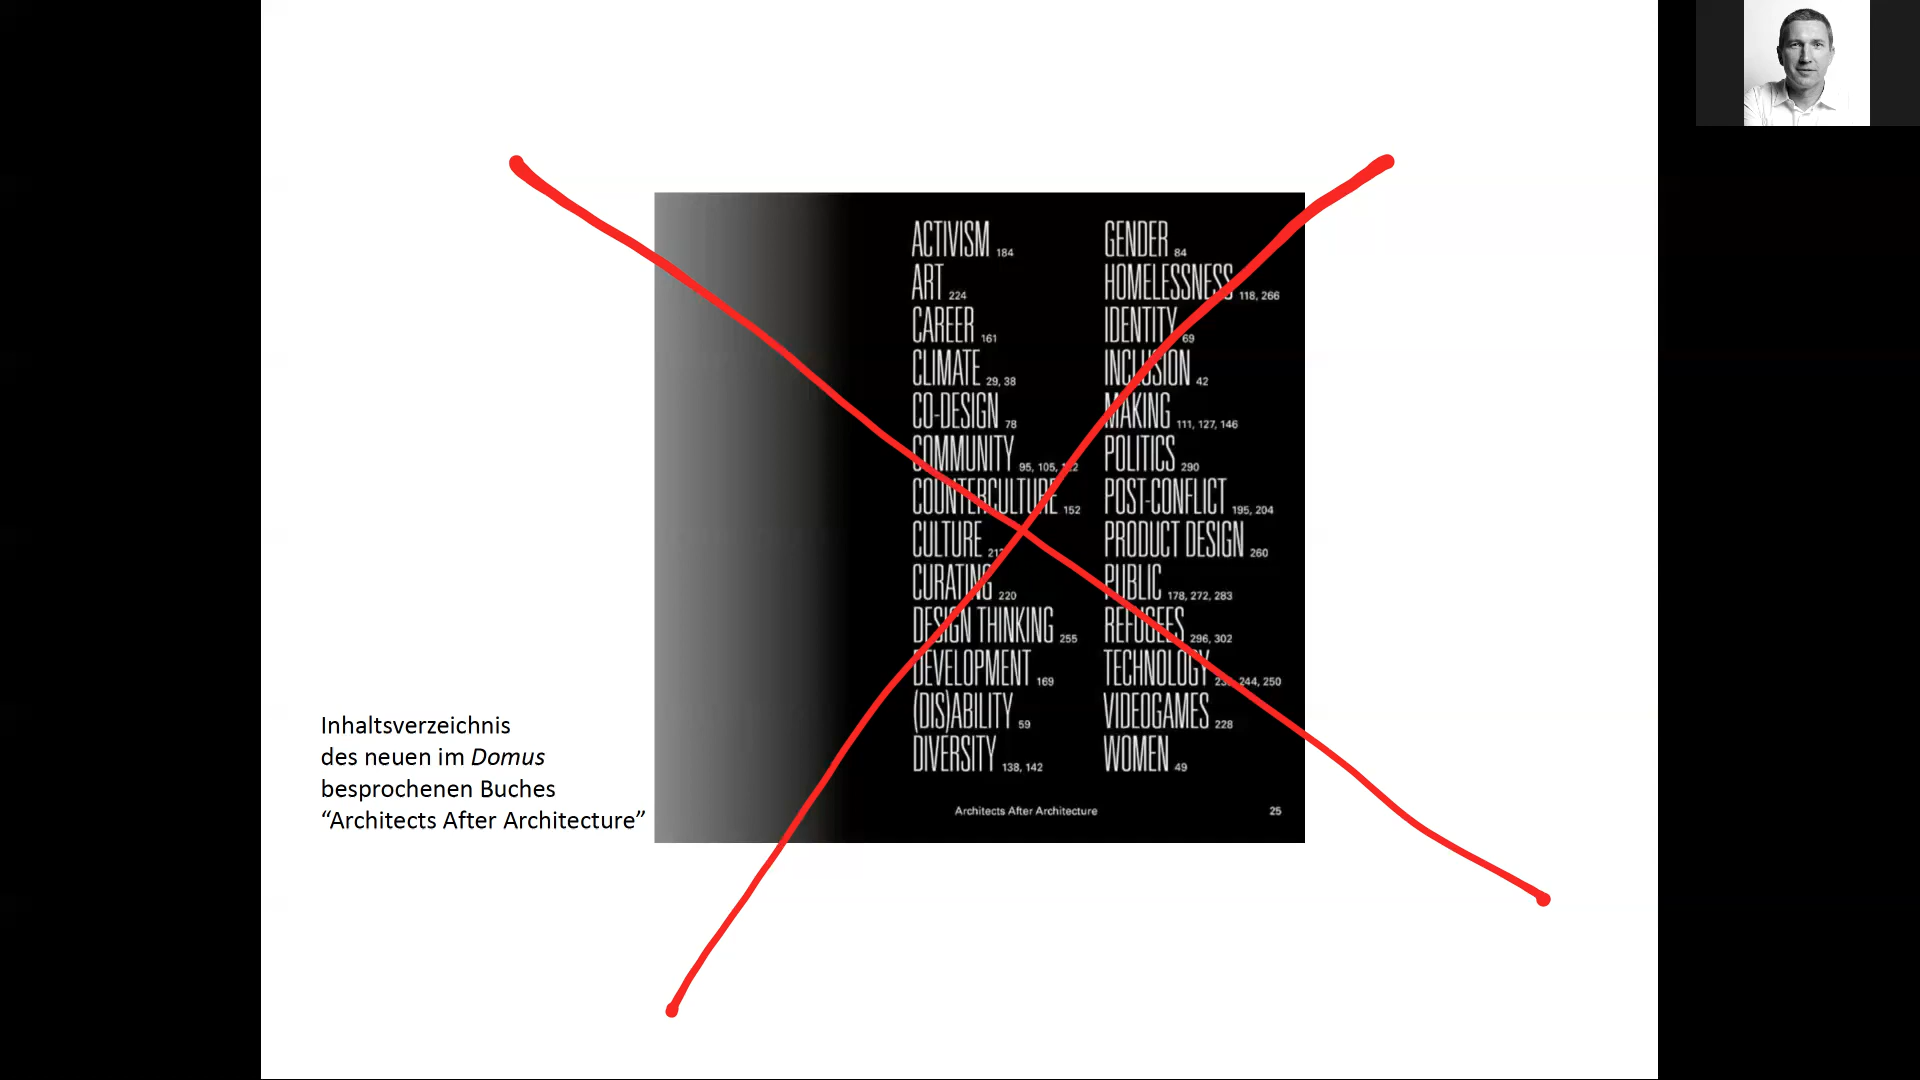 ACTIVISM 184
ART 224
CAREER 161
CLIMATE 29, 38
CO-DESIGN 78
COMMUNITY 95, 105,
COUNTERCULTURE 152
CULTURE
CURATING 220
DESIGN THINKING 255
DEVELOPMENT 169
(DIS)ABILITY 59
DIVERSITY 138, 142
GENDER 84
HOMELESSNESS 118, 266
IDENTITY 69
INCLUSION 42
MAKING 111, 127, 146
POLITICS 290
POST-CONFLICT 195, 204
PRODUCT DESIGN 260
PUBLIC 178, 272, 283
REFUGEES 296, 302
TECHNOLOGY 244, 250
VIDEOGAMES 228
WOMEN 49
Architects After Architecture 25
Inhaltsverzeichnis
des neuen im Domus
besprochenen Buches
“Architects After Architecture”